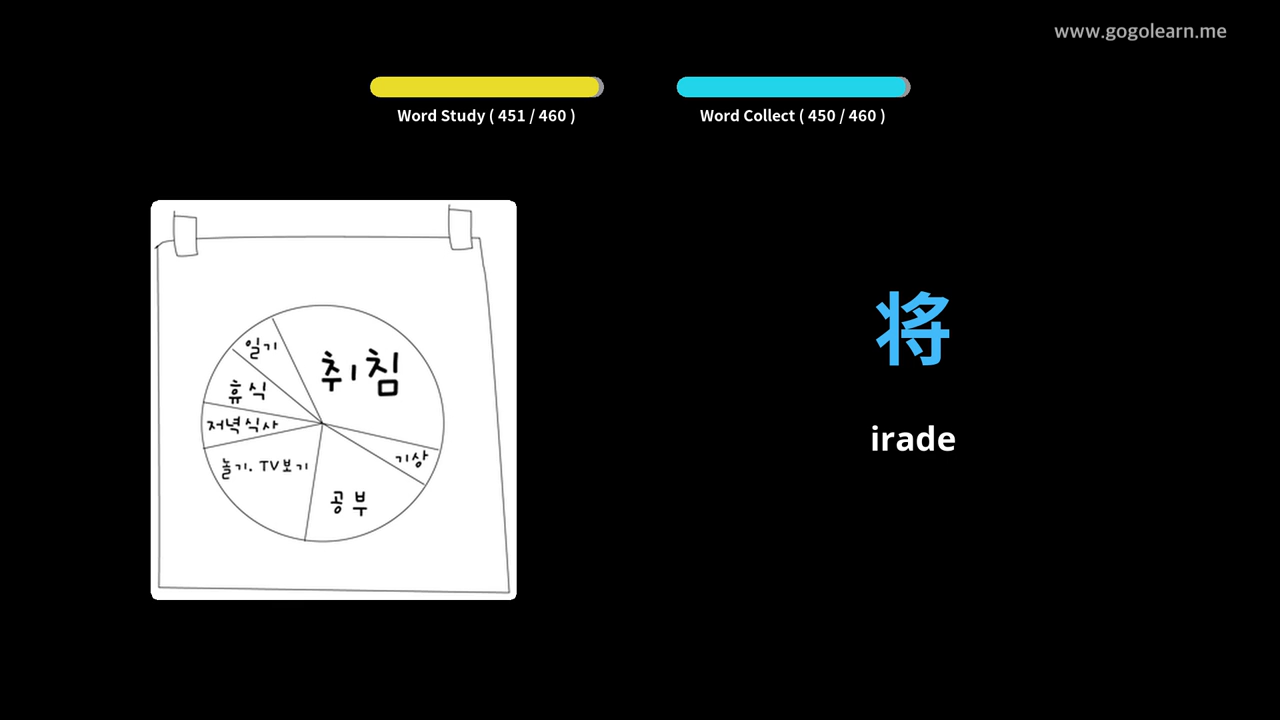 www.gogolearn.me
Word Study ( 451 / 460 )
Word Collect ( 450 / 460 )
일기
취침
휴식
저녁식사
놀기. TV보기
기상
공부
将
irade